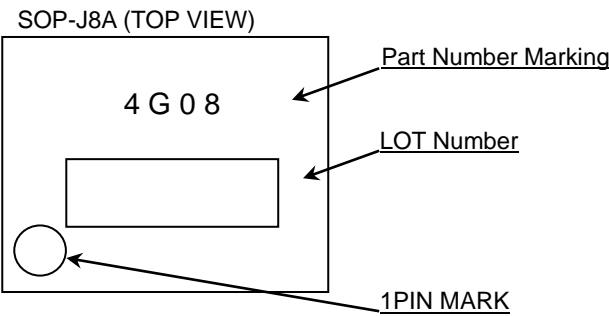 SOP-J8A (TOP VIEW)
Part Number Marking
4 G 0 8
LOT Number
1PIN MARK